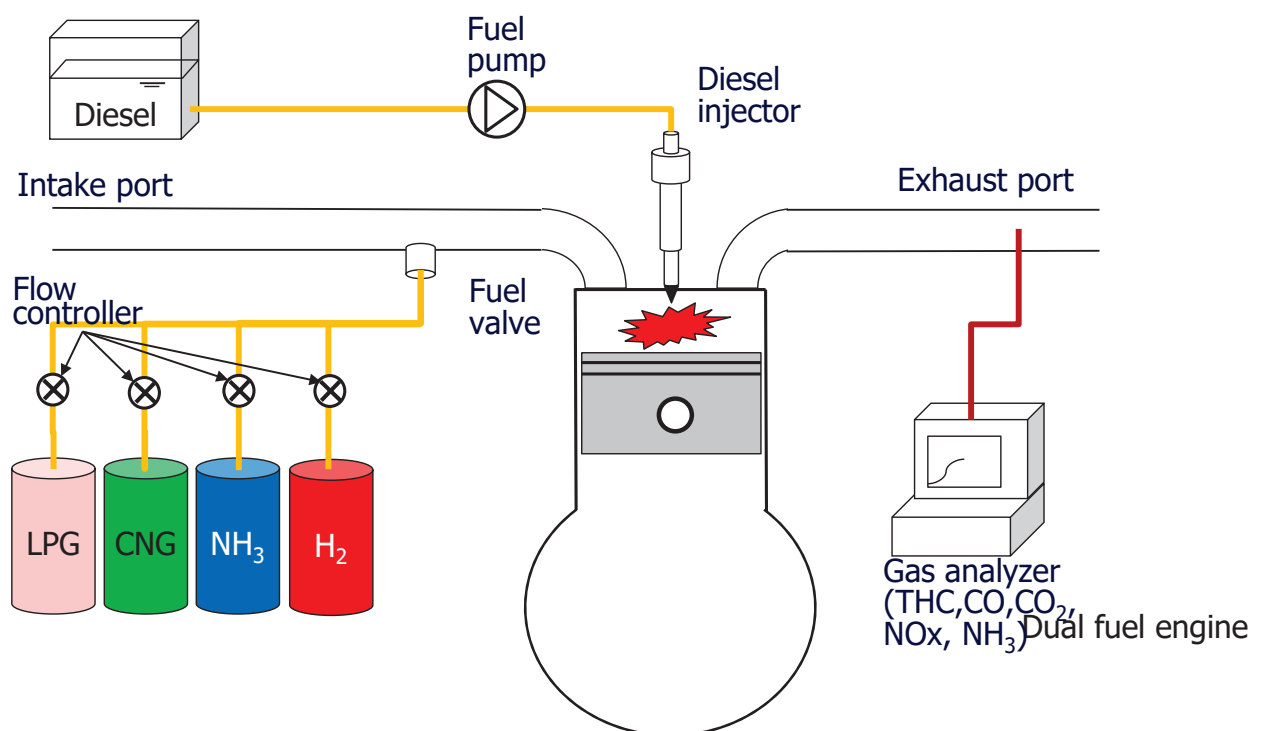 Fuel
pump
Diesel
injector
Diesel
Intake port
Exhaust port
Flow
controller
Fuel
valve
LPG
CNG
NH₃
H₂
Gas analyzer
(THC,CO,CO₂,
NOx, NH₃)
Dual fuel engine